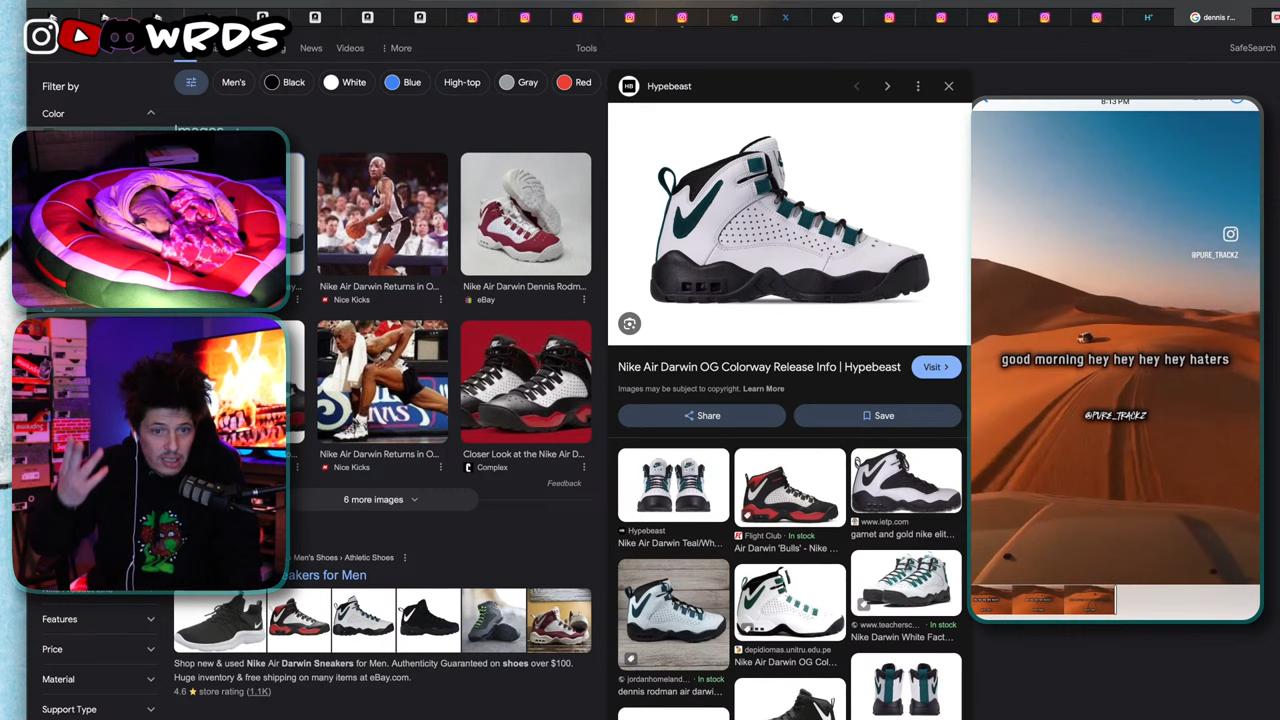 WRDS
dennis r...
News
Videos
More
Tools
SafeSearch
Filter by
Color
Features
Price
Material
Support Type
Men's
Black
White
Blue
High-top
Gray
Red
Images
Nike Air Darwin Returns in O...
Nice Kicks
Nike Air Darwin Dennis Rodm...
eBay
Nike Air Darwin Returns in O...
Nice Kicks
Closer Look at the Nike Air D...
Complex
Feedback
6 more images
Men's Shoes › Athletic Shoes
eakers for Men
Shop new & used Nike Air Darwin Sneakers for Men. Authenticity Guaranteed on shoes over $100.
Huge inventory & free shipping on many items at eBay.com.
4.6 ★ store rating (1.1K)
HB
Hypebeast
Nike Air Darwin OG Colorway Release Info | Hypebeast
Visit
Images may be subject to copyright. Learn More
Share
Save
Hypebeast
Nike Air Darwin Teal/Wh...
Flight Club · In stock
Air Darwin 'Bulls' - Nike ...
www.ietp.com
garnet and gold nike elit...
jordanhomeland... · In stock
dennis rodman air darwi...
depidiomas.unitru.edu.pe
Nike Air Darwin OG Col...
www.teachersc... · In stock
Nike Darwin White Fact...
8:13 PM
@PURE_TRACKZ
good morning hey hey hey hey haters
@PURE_TRACKZ